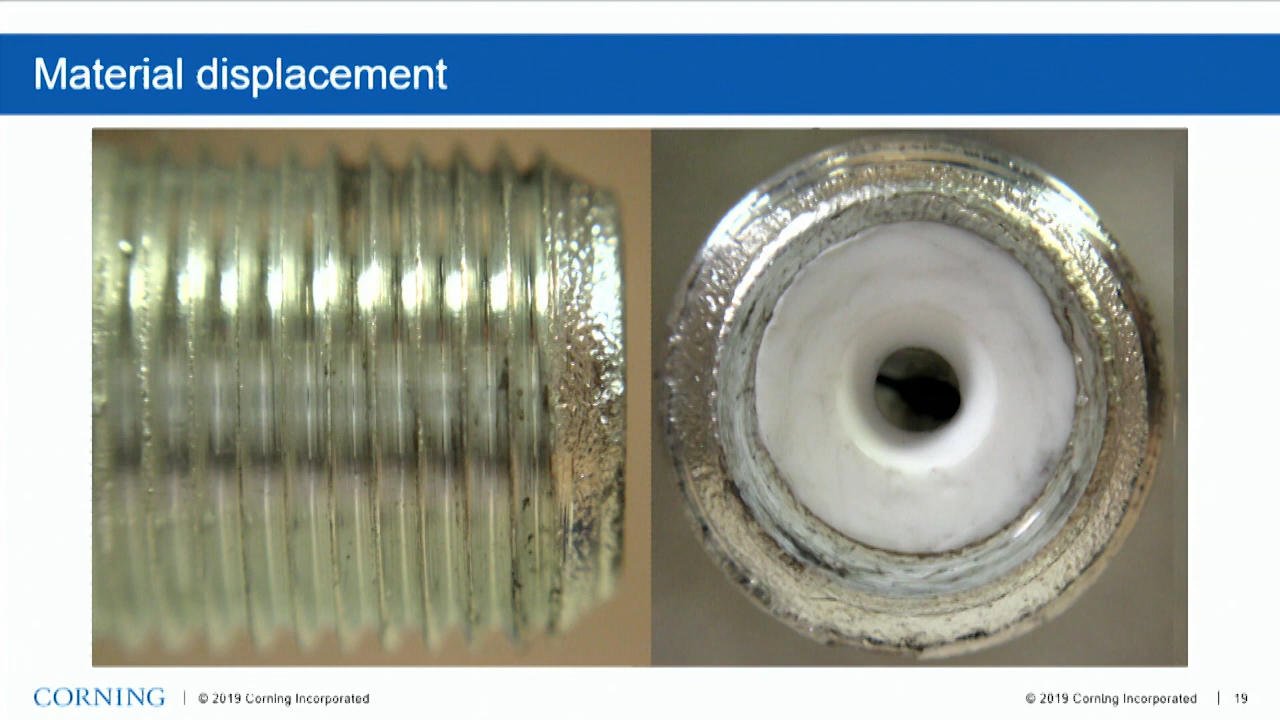 Material displacement
CORNING | © 2019 Corning Incorporated
© 2019 Corning Incorporated | 19